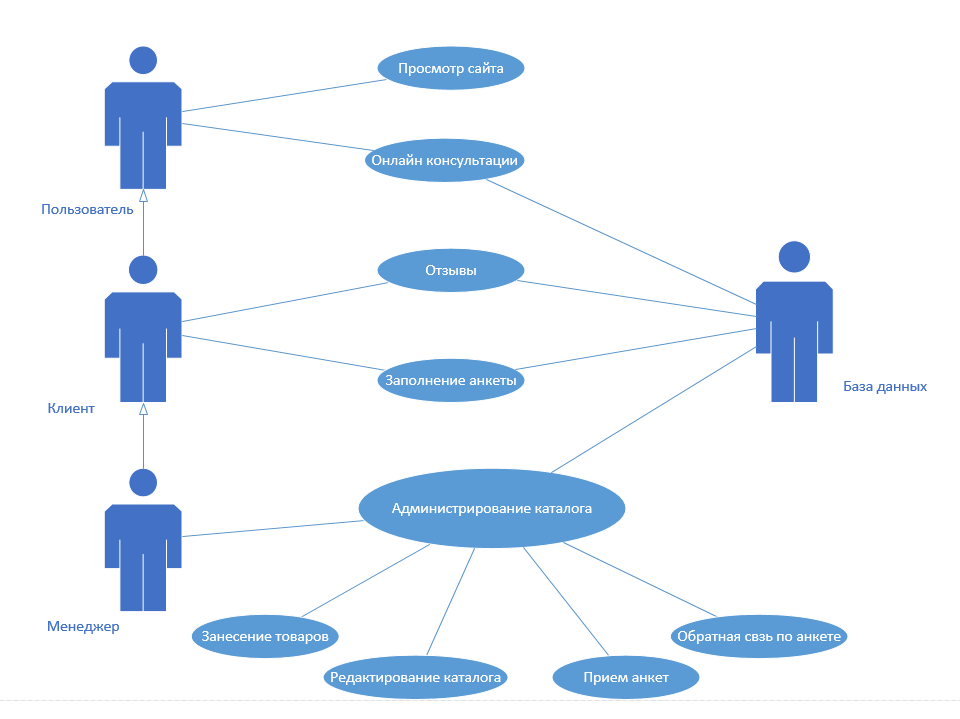 Просмотр сайта
Онлайн консультации
Пользователь
Отзывы
Заполнение анкеты
База данных
Клиент
Администрирование каталога
Менеджер
Занесение товаров
Обратная свзь по анкете
Редактирование каталога
Прием анкет